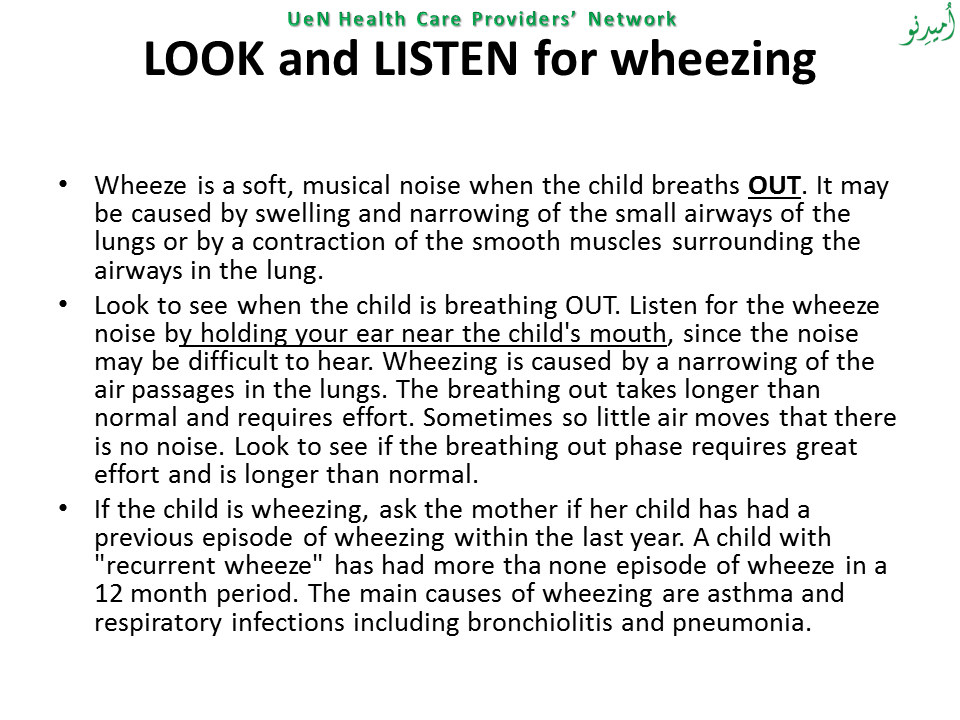 UeN Health Care Providers’ Network
اُمیدِنو
LOOK and LISTEN for wheezing
• Wheeze is a soft, musical noise when the child breaths OUT. It may
be caused by swelling and narrowing of the small airways of the
lungs or by a contraction of the smooth muscles surrounding the
airways in the lung.
• Look to see when the child is breathing OUT. Listen for the wheeze
noise by holding your ear near the child's mouth, since the noise
may be difficult to hear. Wheezing is caused by a narrowing of the
air passages in the lungs. The breathing out takes longer than
normal and requires effort. Sometimes so little air moves that there
is no noise. Look to see if the breathing out phase requires great
effort and is longer than normal.
• If the child is wheezing, ask the mother if her child has had a
previous episode of wheezing within the last year. A child with
"recurrent wheeze" has had more tha none episode of wheeze in a
12 month period. The main causes of wheezing are asthma and
respiratory infections including bronchiolitis and pneumonia.